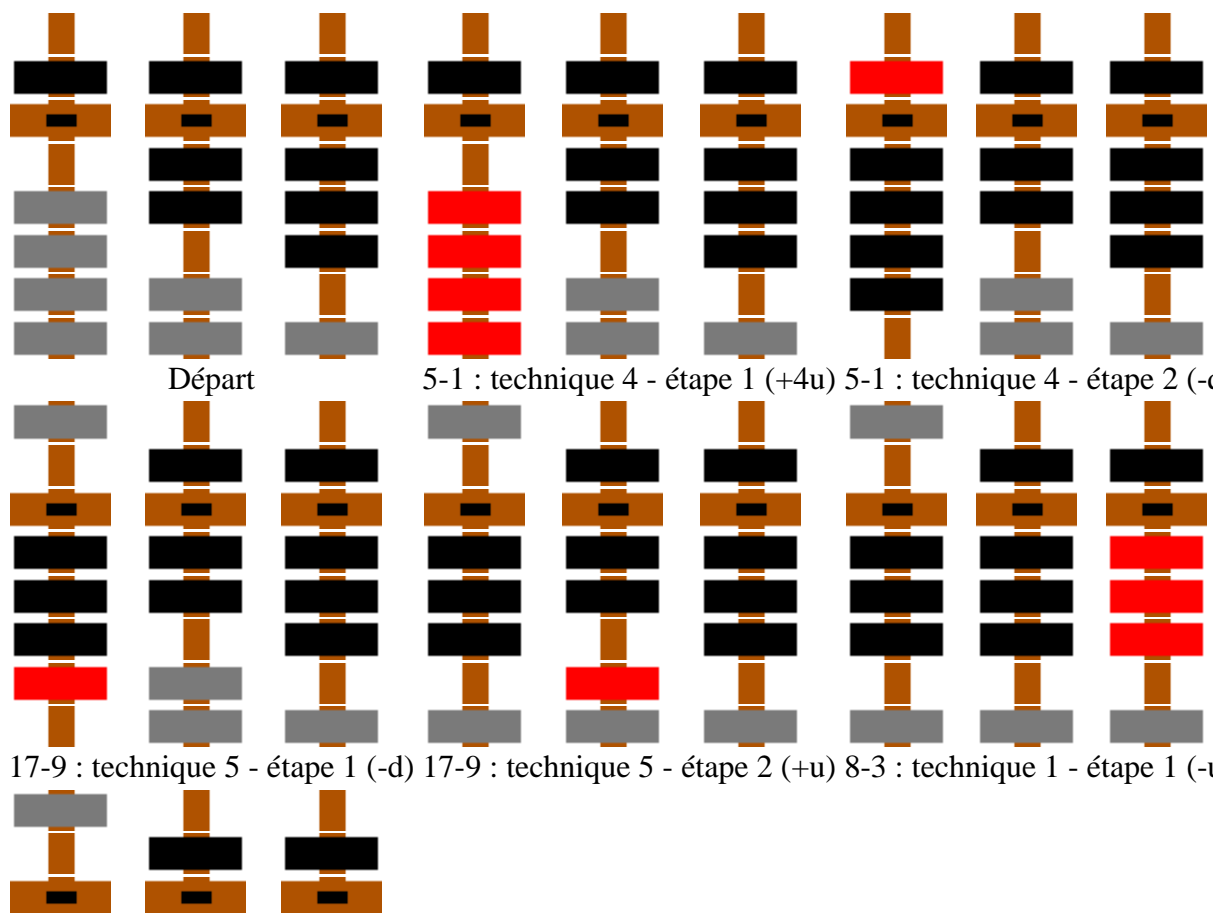 Départ
5-1 : technique 4 - étape 1 (+4u)
5-1 : technique 4 - étape 2 (-
17-9 : technique 5 - étape 1 (-d)
17-9 : technique 5 - étape 2 (+u)
8-3 : technique 1 - étape 1 (-